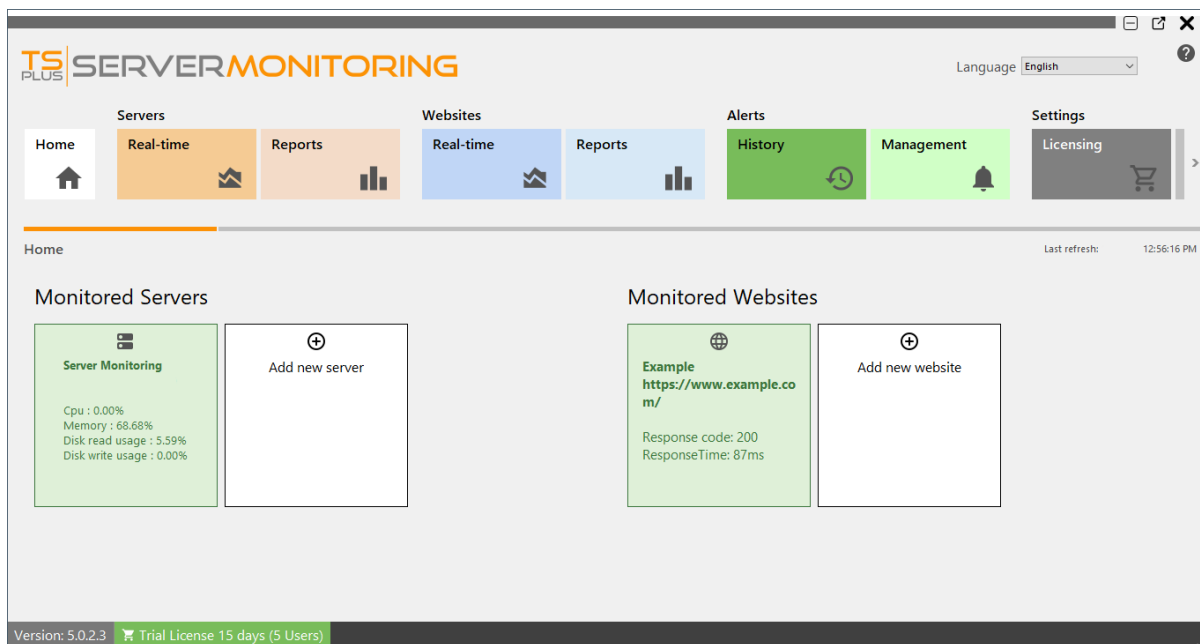 TS PLUS SERVERMONITORING
Language English
Servers
Websites
Alerts
Settings
Home
Real-time
Reports
Real-time
Reports
History
Management
Licensing
Home
Last refresh: 12:56:16 PM
Monitored Servers
Monitored Websites
Server Monitoring
Cpu : 0.00%
Memory : 68.68%
Disk read usage : 5.59%
Disk write usage : 0.00%
Add new server
Example
https://www.example.co
m/
Response code: 200
ResponseTime: 87ms
Add new website
Version: 5.0.2.3
Trial License 15 days (5 Users)